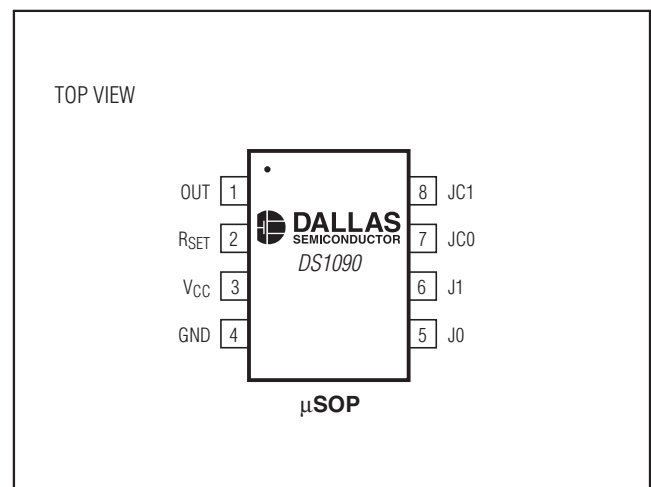 TOP VIEW
OUT 1
8 JC1
RSET 2
7 JC0
VCC 3
6 J1
GND 4
5 J0
DALLAS
SEMICONDUCTOR
DS1090
µSOP